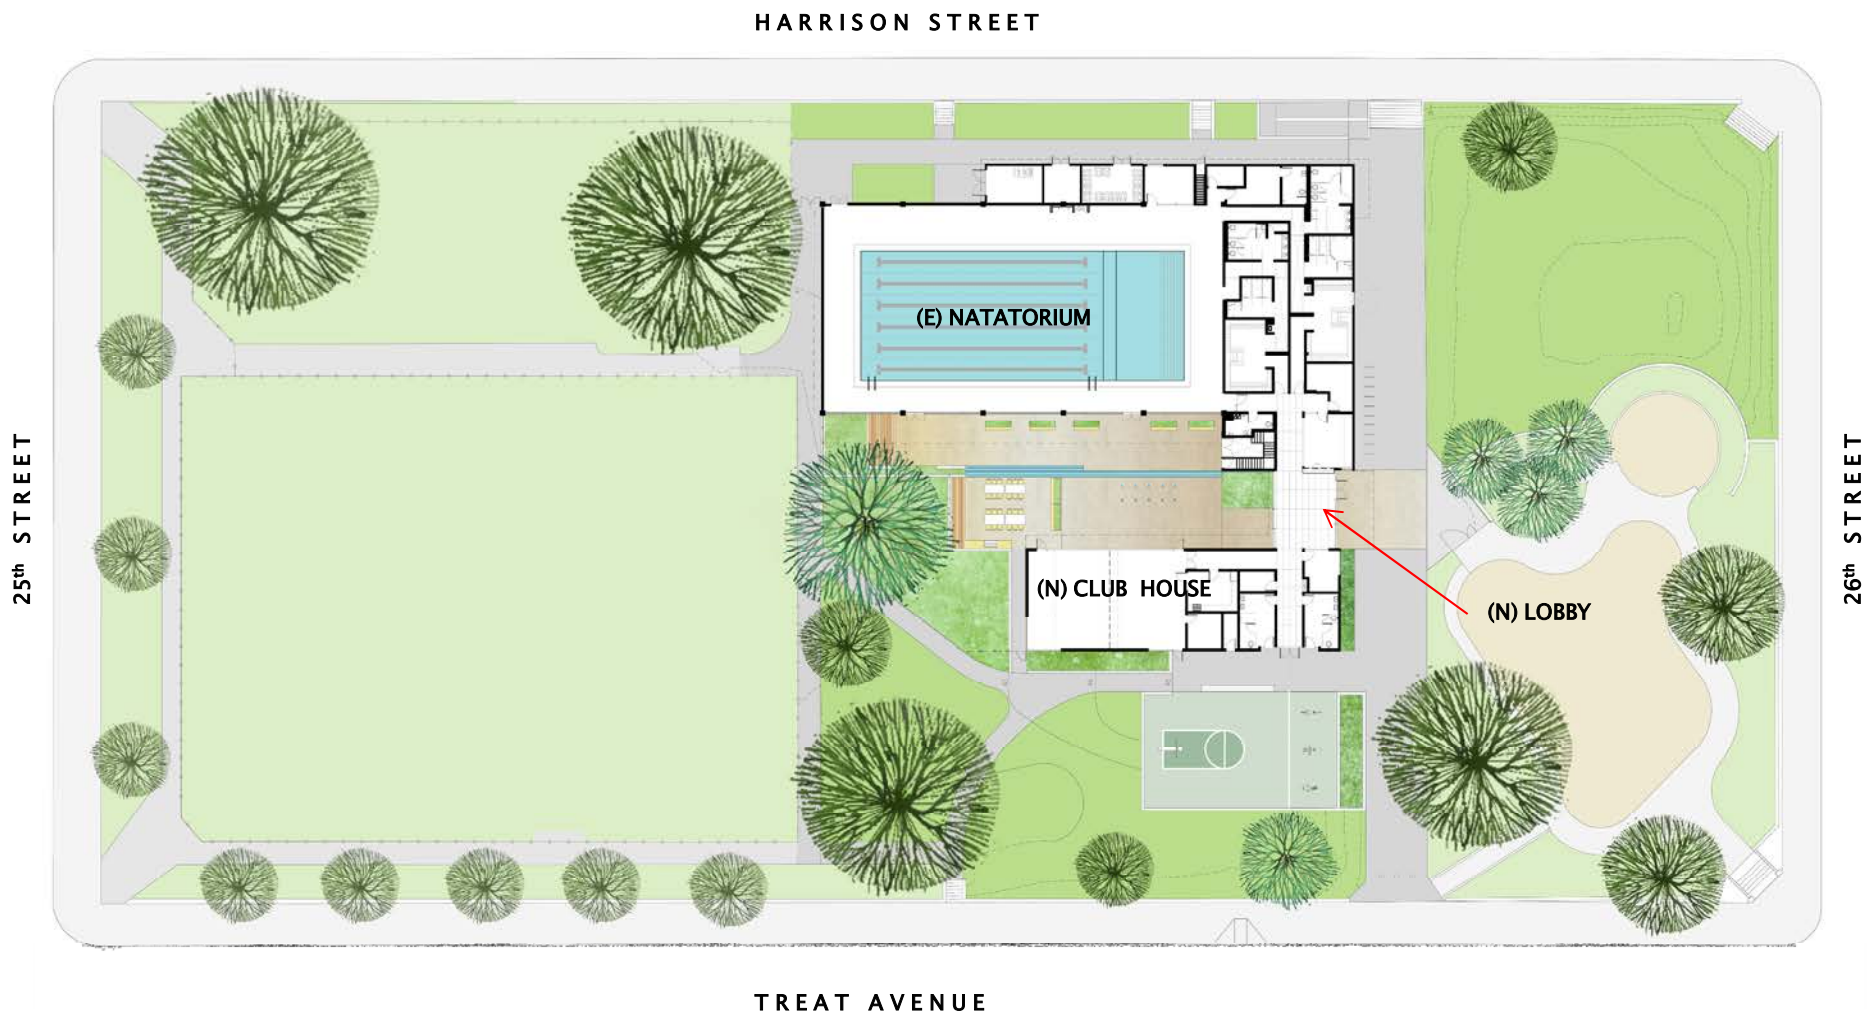 HARRISON STREET
(E) NATATORIUM
25th STREET
26th STREET
(N) CLUB HOUSE
(N) LOBBY
TREAT AVENUE